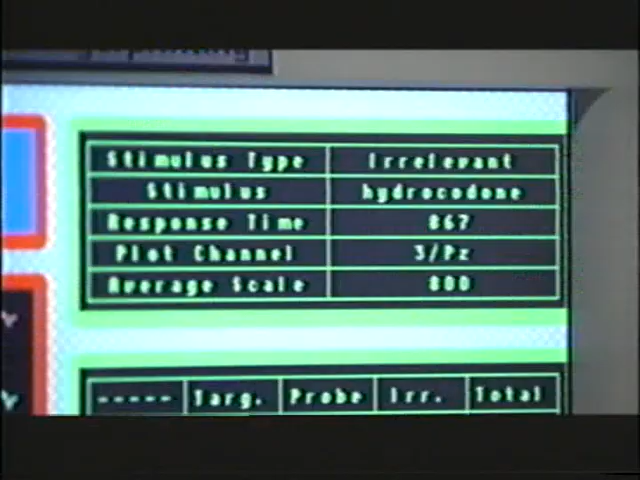 Stimulus Type Irrelevant
Stimulus hydrocodone
Response Time 867
Plot Channel 3/Pz
Average Scale 800
----- Targ. Probe Irr. Total